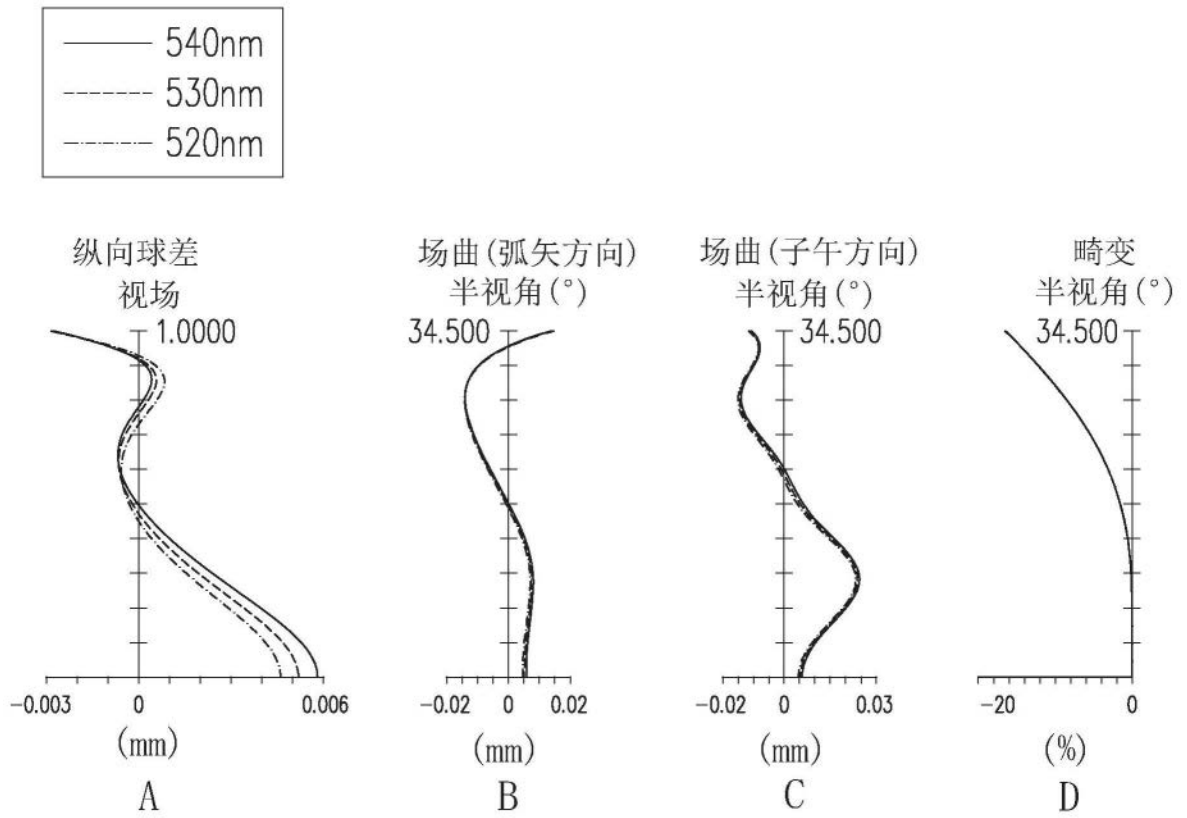 540nm
530nm
520nm
纵向球差
视场
1.0000
-0.003 0 0.006
(mm)
A
场曲(弧矢方向)
半视角(°)
34.500
-0.02 0 0.02
(mm)
B
场曲(子午方向)
半视角(°)
34.500
-0.02 0 0.03
(mm)
C
畸变
半视角(°)
34.500
-20 0
(%)
D